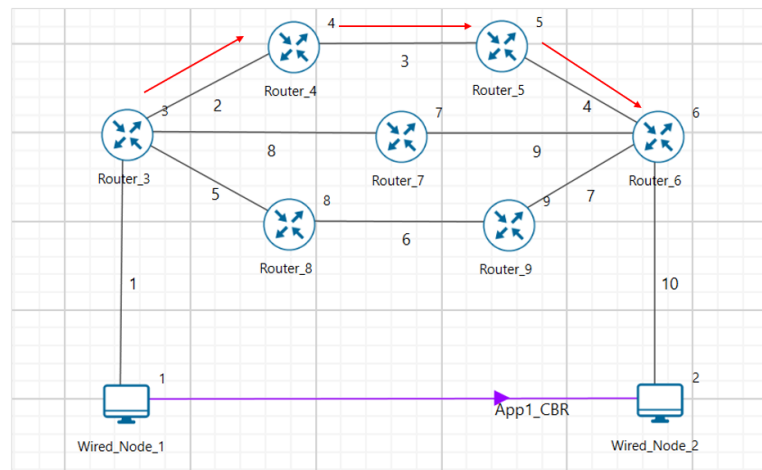 4
5
3
Router_4
Router_5
3
2
4
6
7
Router_3
8
Router_7
9
Router_6
5
8
9
7
6
Router_8
Router_9
1
10
1
2
App1_CBR
Wired_Node_1
Wired_Node_2